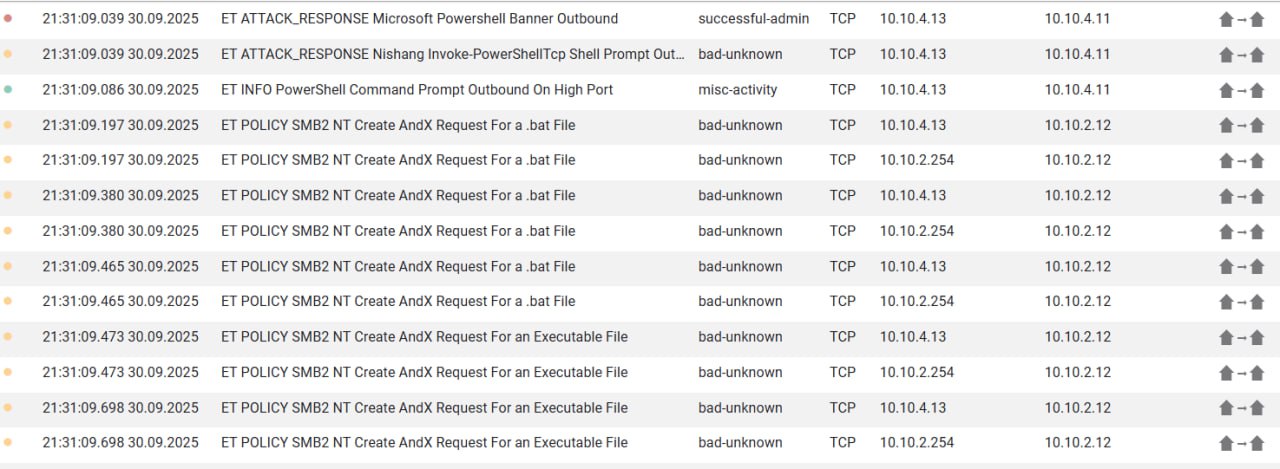 21:31:09.039 30.09.2025 ET ATTACK_RESPONSE Microsoft Powershell Banner Outbound successful-admin TCP 10.10.4.13 10.10.4.11
21:31:09.039 30.09.2025 ET ATTACK_RESPONSE Nishang Invoke-PowerShellTcp Shell Prompt Out... bad-unknown TCP 10.10.4.13 10.10.4.11
21:31:09.086 30.09.2025 ET INFO PowerShell Command Prompt Outbound On High Port misc-activity TCP 10.10.4.13 10.10.4.11
21:31:09.197 30.09.2025 ET POLICY SMB2 NT Create AndX Request For a .bat File bad-unknown TCP 10.10.4.13 10.10.2.12
21:31:09.197 30.09.2025 ET POLICY SMB2 NT Create AndX Request For a .bat File bad-unknown TCP 10.10.2.254 10.10.2.12
21:31:09.380 30.09.2025 ET POLICY SMB2 NT Create AndX Request For a .bat File bad-unknown TCP 10.10.4.13 10.10.2.12
21:31:09.380 30.09.2025 ET POLICY SMB2 NT Create AndX Request For a .bat File bad-unknown TCP 10.10.2.254 10.10.2.12
21:31:09.465 30.09.2025 ET POLICY SMB2 NT Create AndX Request For a .bat File bad-unknown TCP 10.10.4.13 10.10.2.12
21:31:09.465 30.09.2025 ET POLICY SMB2 NT Create AndX Request For a .bat File bad-unknown TCP 10.10.2.254 10.10.2.12
21:31:09.473 30.09.2025 ET POLICY SMB2 NT Create AndX Request For an Executable File bad-unknown TCP 10.10.4.13 10.10.2.12
21:31:09.473 30.09.2025 ET POLICY SMB2 NT Create AndX Request For an Executable File bad-unknown TCP 10.10.2.254 10.10.2.12
21:31:09.698 30.09.2025 ET POLICY SMB2 NT Create AndX Request For an Executable File bad-unknown TCP 10.10.4.13 10.10.2.12
21:31:09.698 30.09.2025 ET POLICY SMB2 NT Create AndX Request For an Executable File bad-unknown TCP 10.10.2.254 10.10.2.12